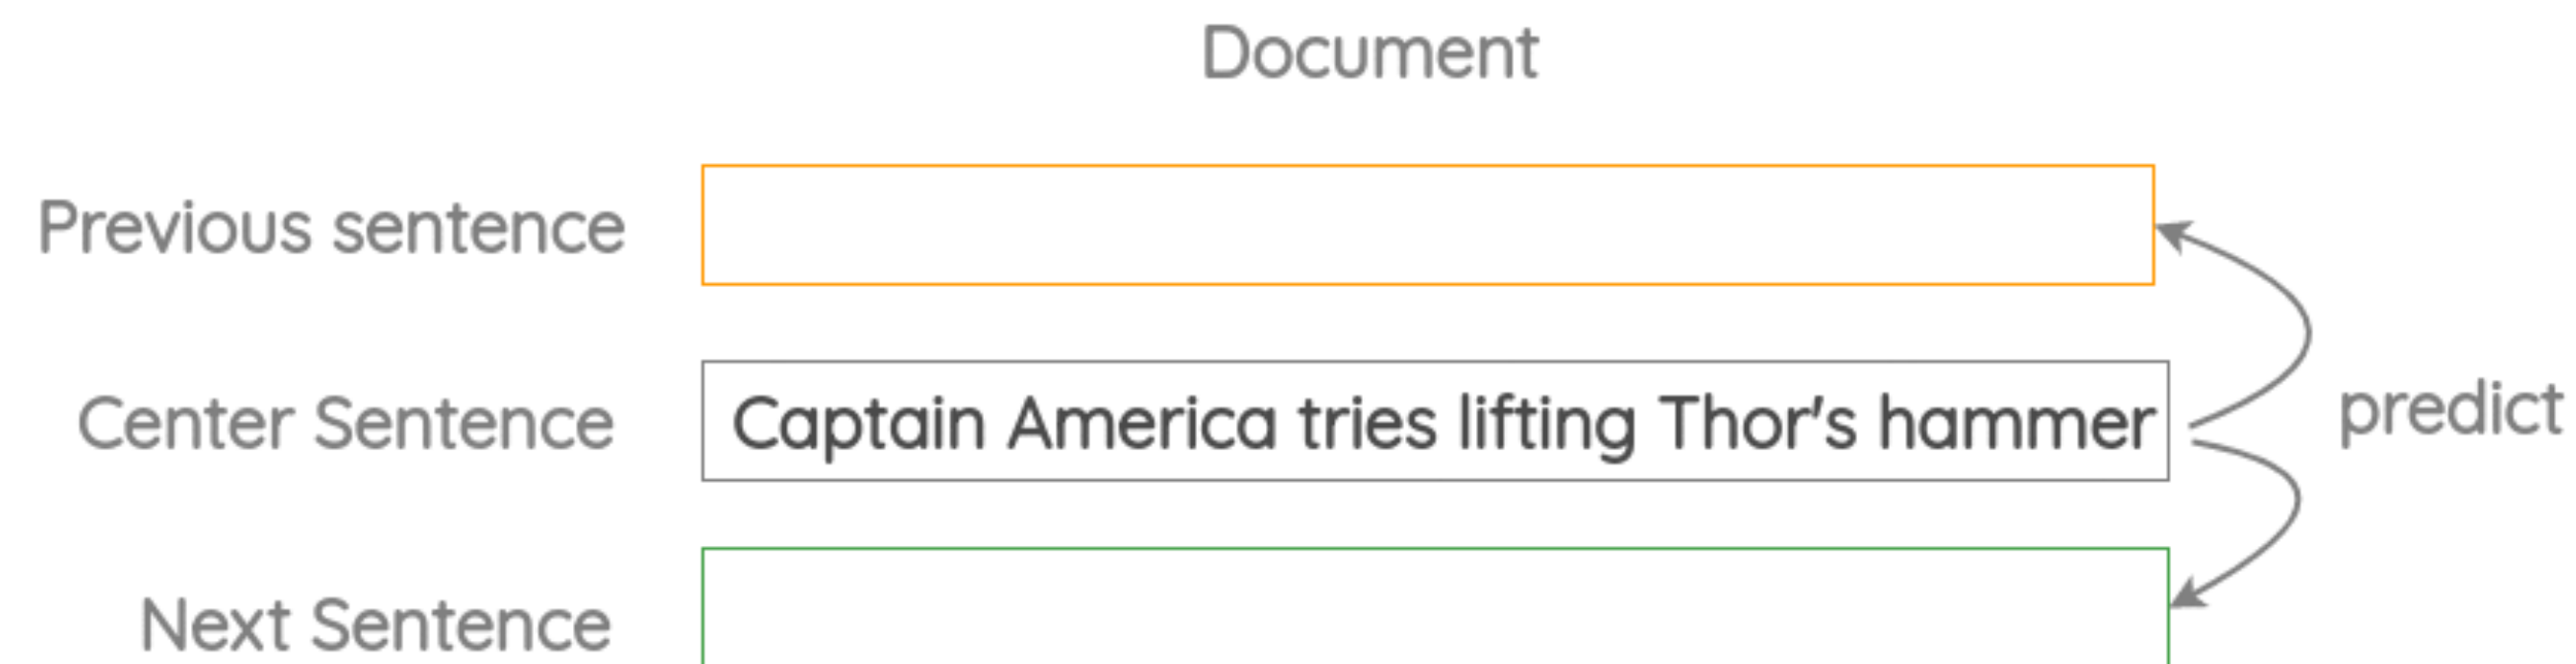 Document
Previous sentence
Center Sentence
Captain America tries lifting Thor's hammer
predict
Next Sentence